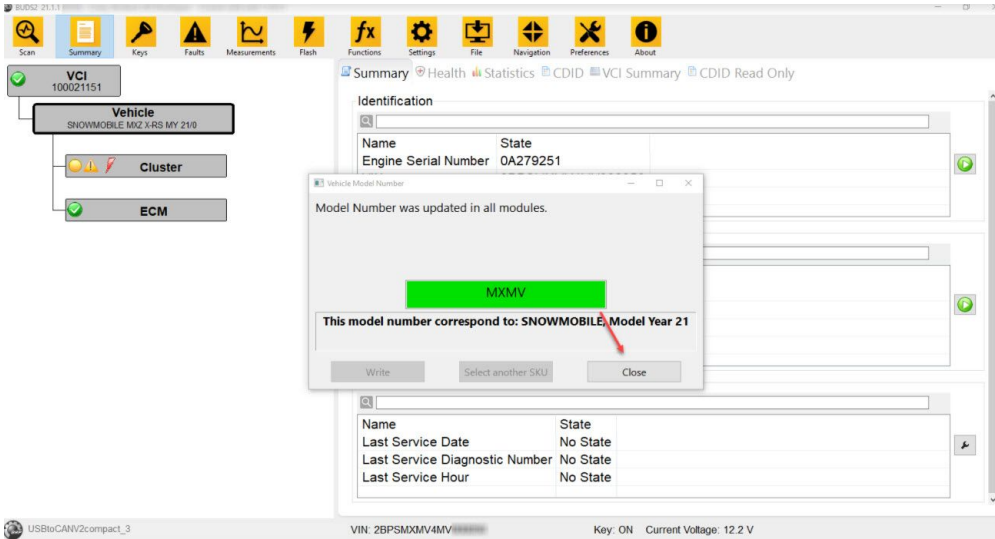 BUDS2 21.1.1
Scan Summary Keys Faults Measurements Flash Functions Settings File Navigation Preferences About
VCI
100021151
Vehicle
SNOWMOBILE MXZ X-RS MY 21/0
Cluster
ECM
Summary Health Statistics CDID VCI Summary CDID Read Only
Identification
Name State
Engine Serial Number 0A279251
Vehicle Model Number
Model Number was updated in all modules.
MXMV
This model number correspond to: SNOWMOBILE, Model Year 21
Write Select another SKU Close
Name State
Last Service Date No State
Last Service Diagnostic Number No State
Last Service Hour No State
USBtoCANV2compact_3 VIN: 2BPSMXMV4MV Key: ON Current Voltage: 12.2 V